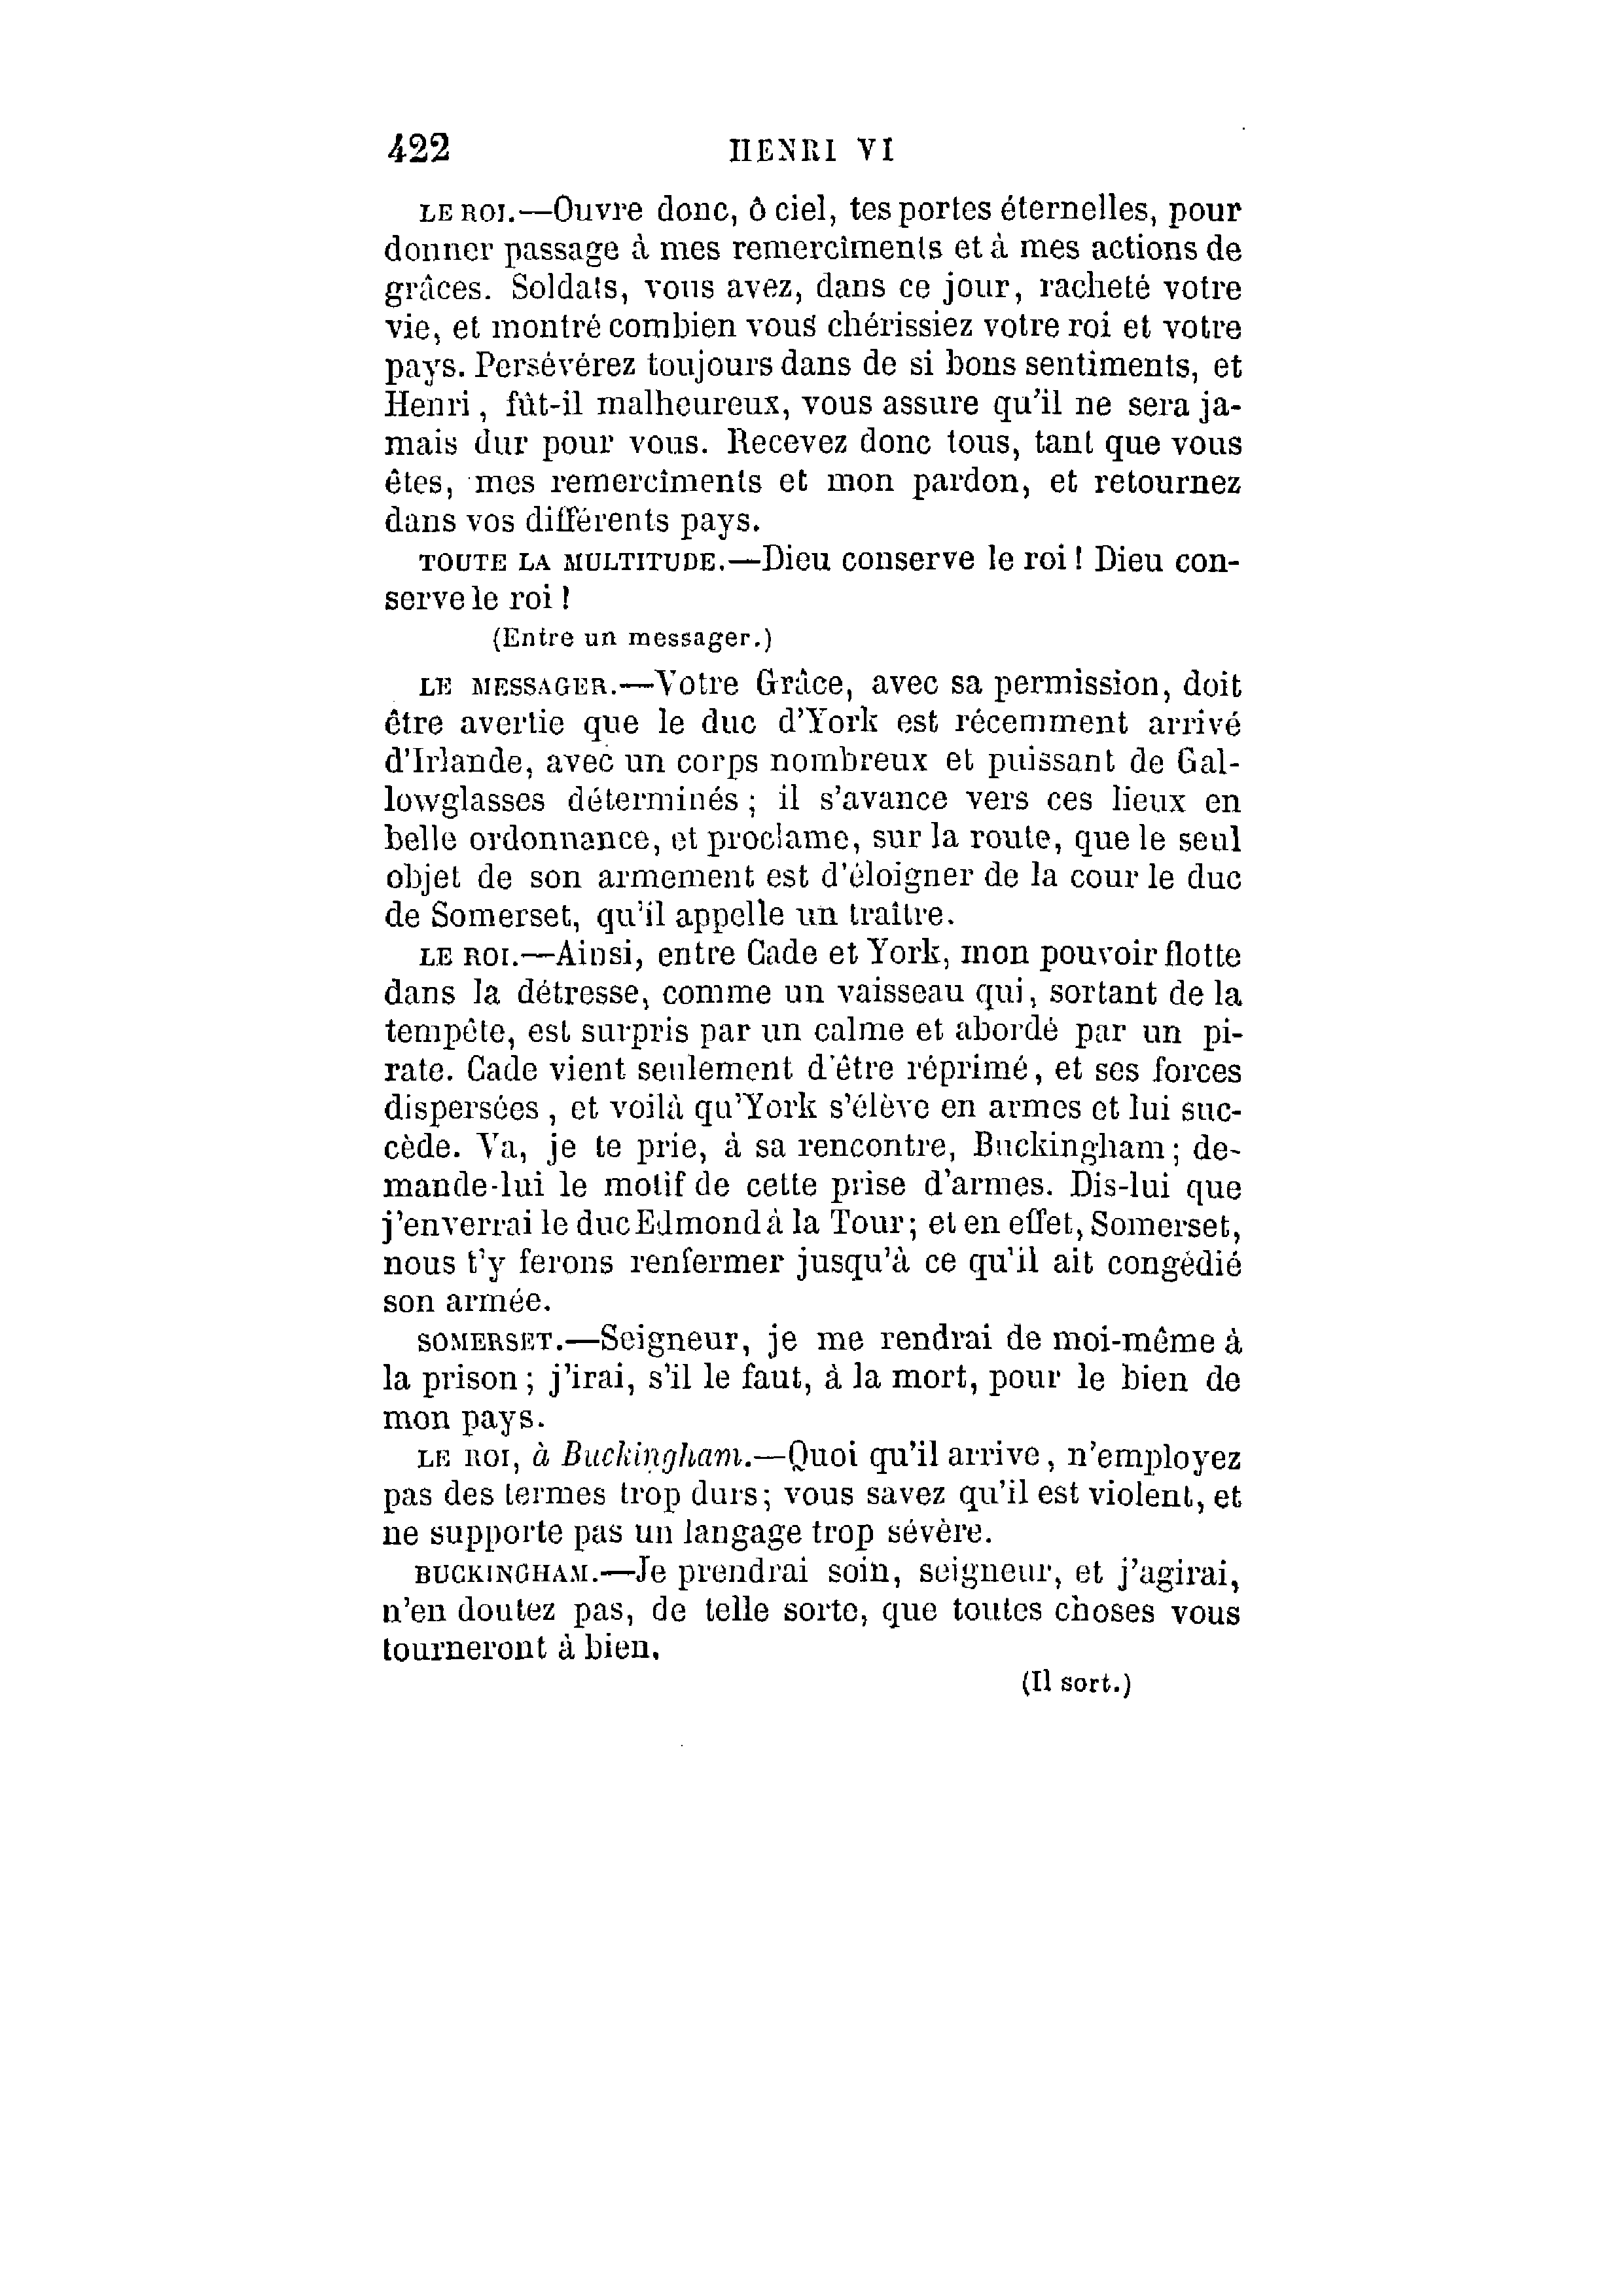 422 HENRI VI
LE ROI.—Ouvre donc, ô ciel, tes portes éternelles, pour
donner passage à mes remercîments et à mes actions de
grâces. Soldats, vous avez, dans ce jour, racheté votre
vie, et montré combien vous chérissiez votre roi et votre
pays. Persévérez toujours dans de si bons sentiments, et
Henri, fût-il malheureux, vous assure qu'il ne sera ja-
mais dur pour vous. Recevez donc tous, tant que vous
êtes, mes remercîments et mon pardon, et retournez
dans vos différents pays.
TOUTE LA MULTITUDE.—Dieu conserve le roi ! Dieu con-
serve le roi !
(Entre un messager.)
LE MESSAGER.—Votre Grâce, avec sa permission, doit
être avertie que le duc d'York est récemment arrivé
d'Irlande, avec un corps nombreux et puissant de Gal-
lowglasses déterminés ; il s'avance vers ces lieux en
belle ordonnance, et proclame, sur la route, que le seul
objet de son armement est d'éloigner de la cour le duc
de Somerset, qu'il appelle un traître.
LE ROI.—Ainsi, entre Cade et York, mon pouvoir flotte
dans la détresse, comme un vaisseau qui, sortant de la
tempête, est surpris par un calme et abordé par un pi-
rate. Cade vient seulement d'être réprimé, et ses forces
dispersées, et voilà qu'York s'élève en armes et lui suc-
cède. Va, je te prie, à sa rencontre, Buckingham ; de-
mande-lui le motif de cette prise d'armes. Dis-lui que
j'enverrai le duc Edmond à la Tour ; et en effet, Somerset,
nous t'y ferons renfermer jusqu'à ce qu'il ait congédié
son armée.
SOMERSET.—Seigneur, je me rendrai de moi-même à
la prison ; j'irai, s'il le faut, à la mort, pour le bien de
mon pays.
LE ROI, à Buckingham.—Quoi qu'il arrive, n'employez
pas des termes trop durs ; vous savez qu'il est violent, et
ne supporte pas un langage trop sévère.
BUCKINGHAM.—Je prendrai soin, seigneur, et j'agirai,
n'en doutez pas, de telle sorte, que toutes choses vous
tourneront à bien.
(Il sort.)